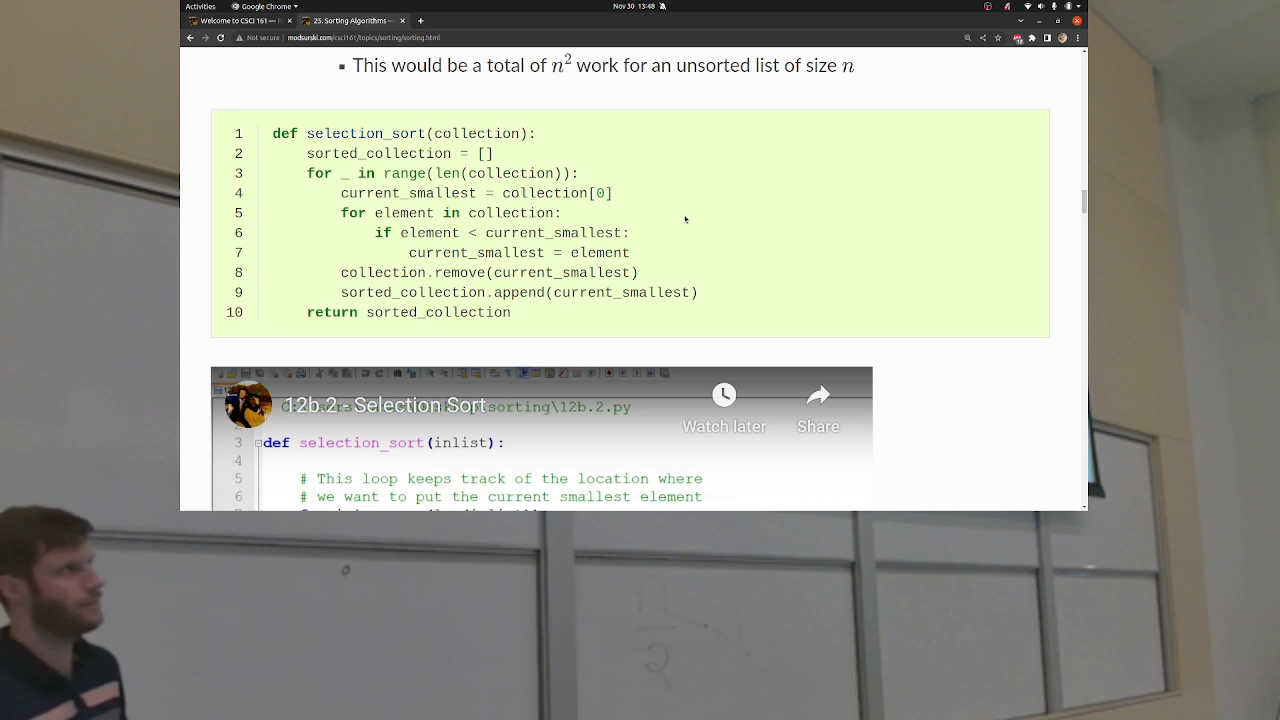 Activities
Google Chrome
Nov 30 13:48
Welcome to CSCI 161 —
25. Sorting Algorithms —
Not secure
modsurski.com/csci161/topics/sorting/sorting.html
This would be a total of n² work for an unsorted list of size n
1 def selection_sort(collection):
2 sorted_collection = []
3 for _ in range(len(collection)):
4 current_smallest = collection[0]
5 for element in collection:
6 if element < current_smallest:
7 current_smallest = element
8 collection.remove(current_smallest)
9 sorted_collection.append(current_smallest)
10 return sorted_collection
12b.2 - Selection Sort
sorting\12b.2.py
Watch later
Share
3 def selection_sort(inlist):
4
5 # This loop keeps track of the location where
6 # we want to put the current smallest element
n
2